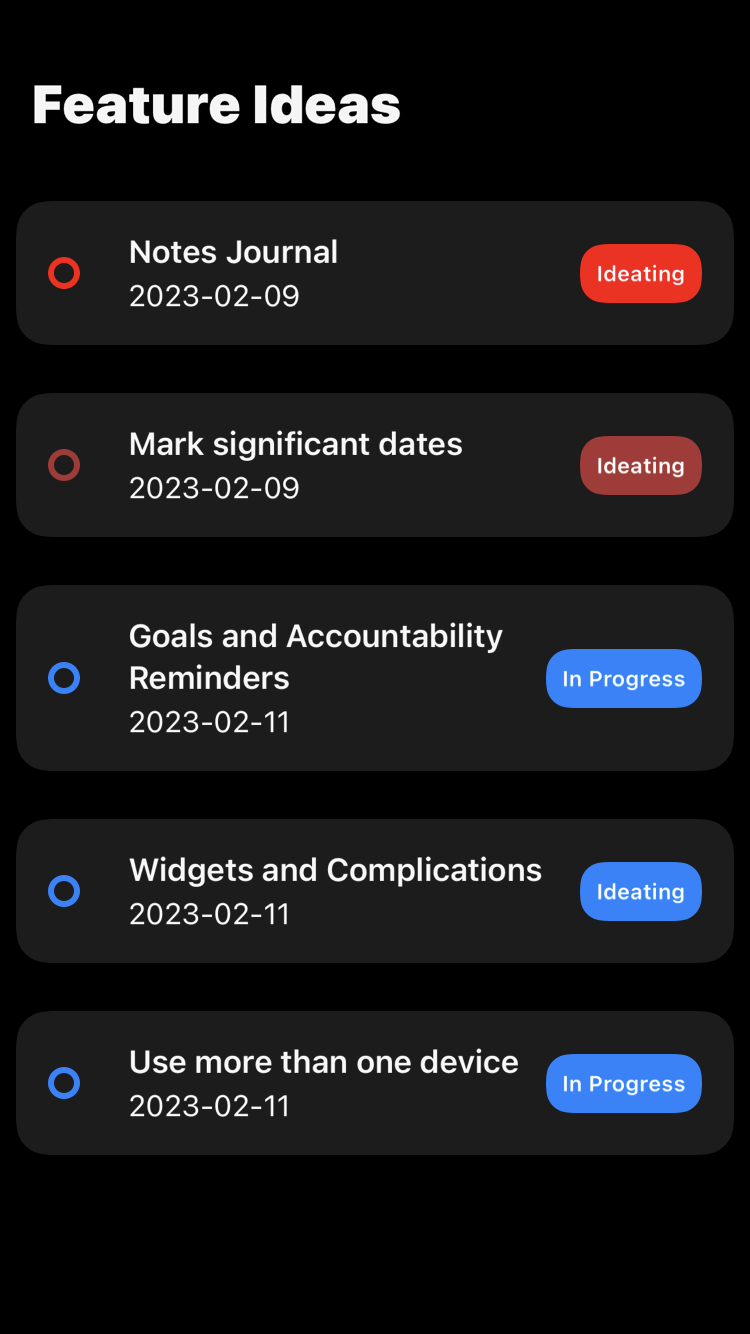 Feature Ideas
Notes Journal
2023-02-09
Ideating
Mark significant dates
2023-02-09
Ideating
Goals and Accountability
Reminders
2023-02-11
In Progress
Widgets and Complications
2023-02-11
Ideating
Use more than one device
2023-02-11
In Progress